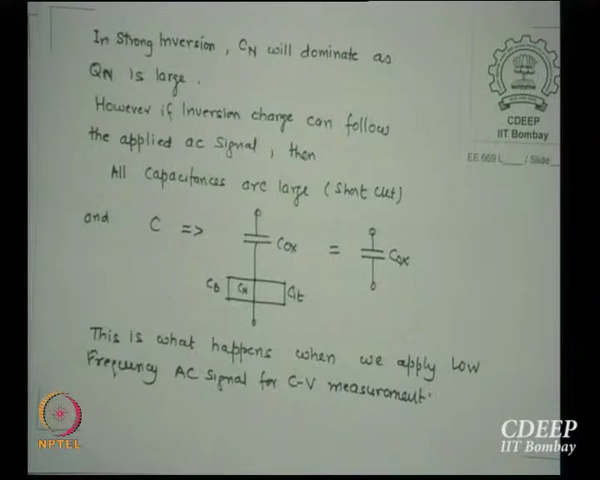 In Strong Inversion, CN will dominate as
QN is large.
However if Inversion charge can follow
the applied ac signal, then
All Capacitances are large (Short cut)
and C => Cox = Cox
Cb CN Cit
This is what happens when we apply Low
Frequency AC Signal for C-V measurement.
CDEEP
IIT Bombay
EE 669 L____ / Slide
NPTEL
CDEEP
IIT Bombay